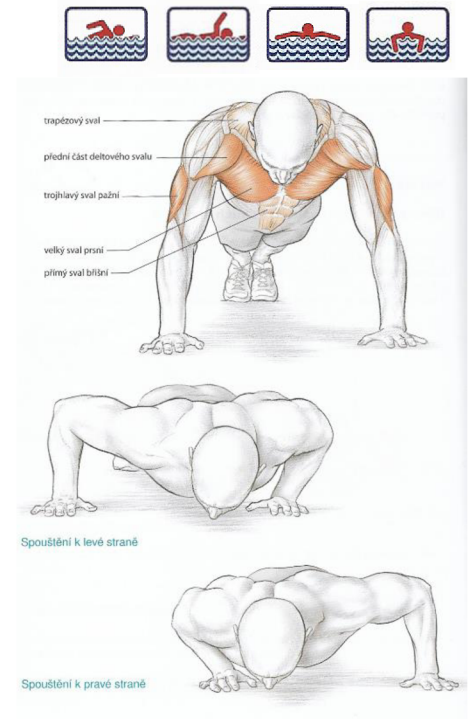 trapézový sval
přední část deltového svalu
trojhlavý sval pažní
velký sval prsní
přímý sval břišní
Spouštění k levé straně
Spouštění k pravé straně